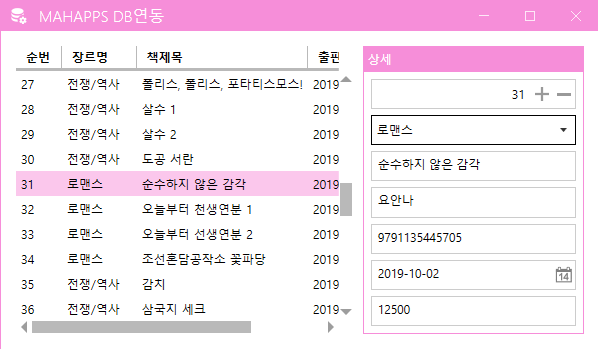 MAHAPPS DB연동
순번 장르명 책제목 출판
27 전쟁/역사 폴리스, 폴리스, 포타티스모스! 2019
28 전쟁/역사 살수 1 2019
29 전쟁/역사 살수 2 2019
30 전쟁/역사 도공 서란 2019
31 로맨스 순수하지 않은 감각 2019
32 로맨스 오늘부터 천생연분 1 2019
33 로맨스 오늘부터 선생연분 2 2019
34 로맨스 조선혼담공작소 꽃파당 2019
35 전쟁/역사 감치 2019
36 전쟁/역사 삼국지 세크 2019
상세
31
로맨스
순수하지 않은 감각
요안나
9791135445705
2019-10-02
14
12500